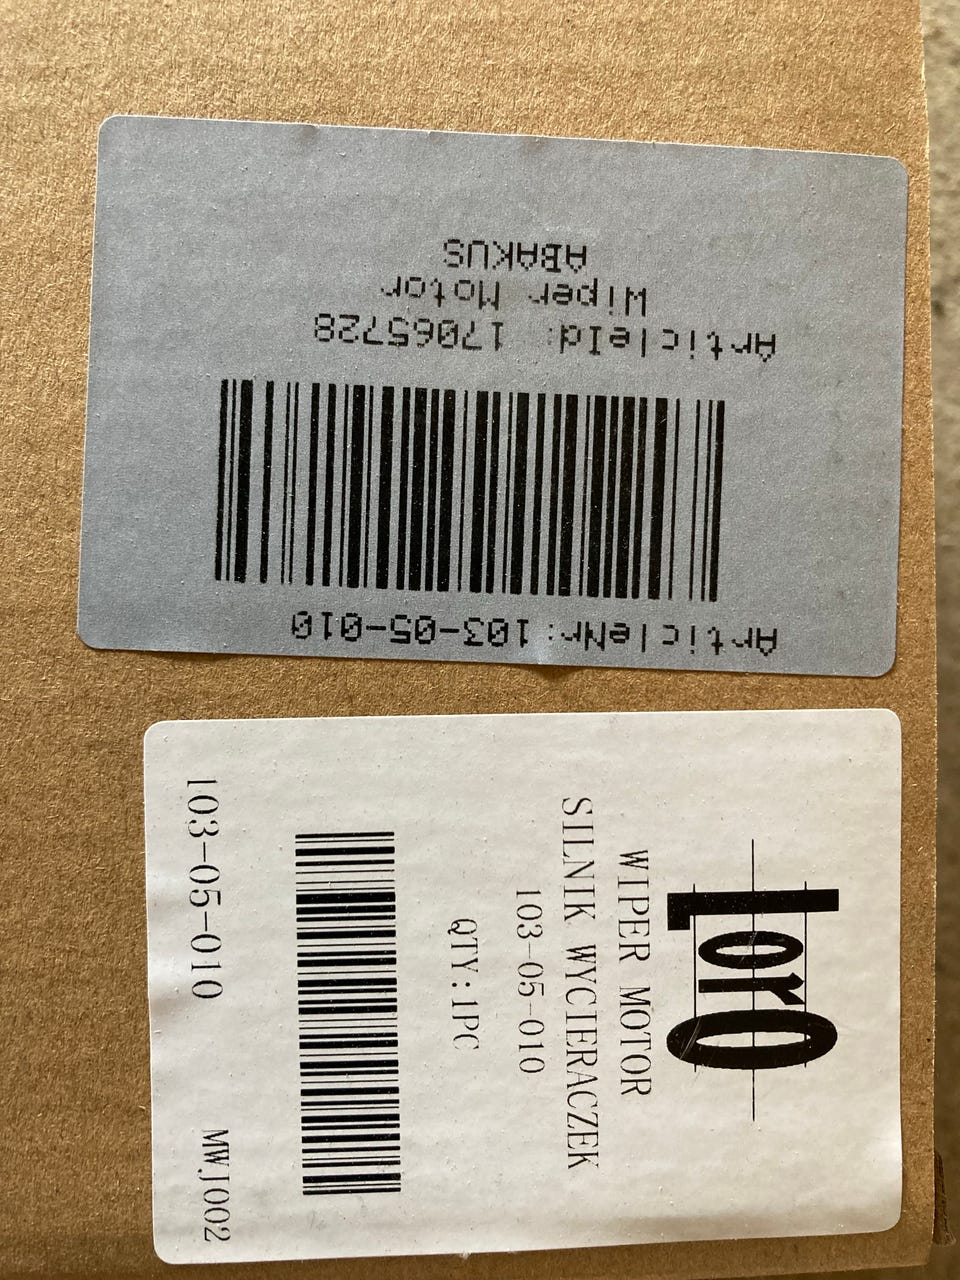 ArticleNr: 103-05-010
ArticleId: 17065728
Wiper Motor
ABAKUS
LorO
WIPER MOTOR
SILNIK WYCIERACZEK
103-05-010
QTY:1PC
103-05-010 MWJ002